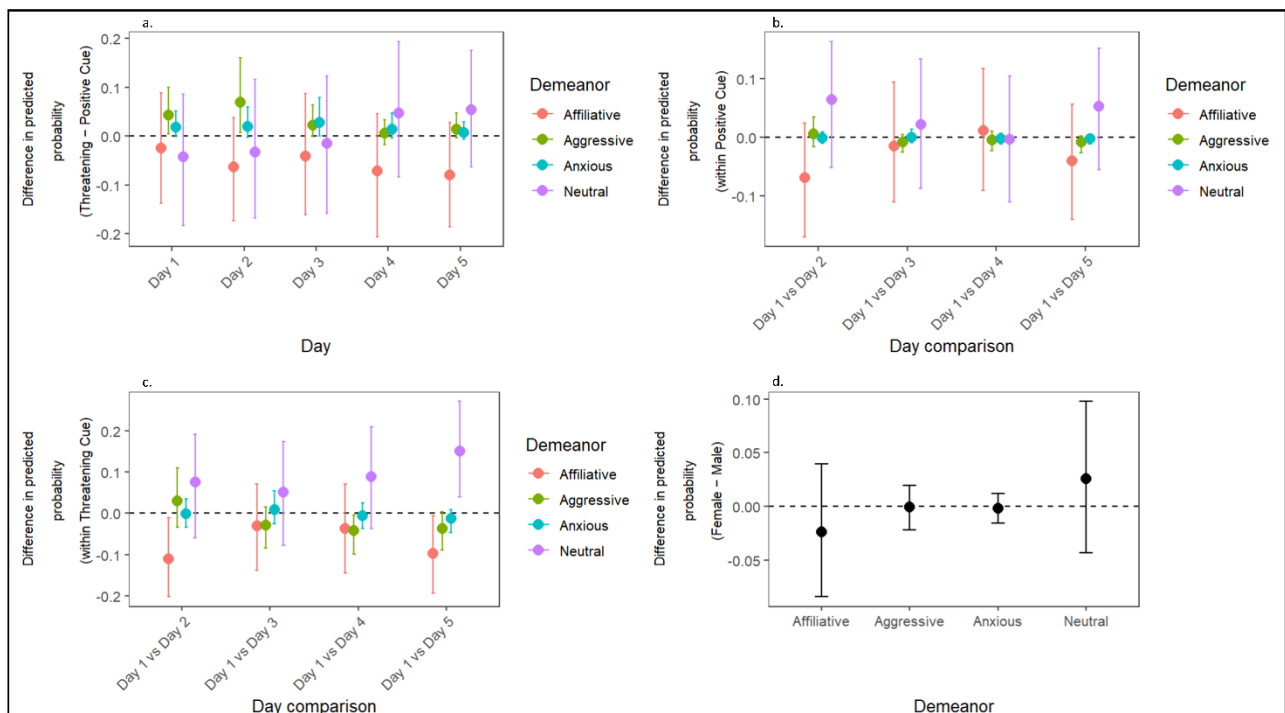 a.
Difference in predicted
probability
(Threatening − Positive Cue)
0.2
0.1
0.0
-0.1
-0.2
Day 1
Day 2
Day 3
Day 4
Day 5
Day
Demeanor
Affiliative
Aggressive
Anxious
Neutral
b.
Difference in predicted
probability
(within Positive Cue)
0.1
0.0
-0.1
Day 1 vs Day 2
Day 1 vs Day 3
Day 1 vs Day 4
Day 1 vs Day 5
Day comparison
Demeanor
Affiliative
Aggressive
Anxious
Neutral
c.
Difference in predicted
probability
(within Threatening Cue)
0.2
0.1
0.0
-0.1
-0.2
Day 1 vs Day 2
Day 1 vs Day 3
Day 1 vs Day 4
Day 1 vs Day 5
Day comparison
Demeanor
Affiliative
Aggressive
Anxious
Neutral
d.
Difference in predicted
probability
(Female − Male)
0.10
0.05
0.00
-0.05
Affiliative
Aggressive
Anxious
Neutral
Demeanor